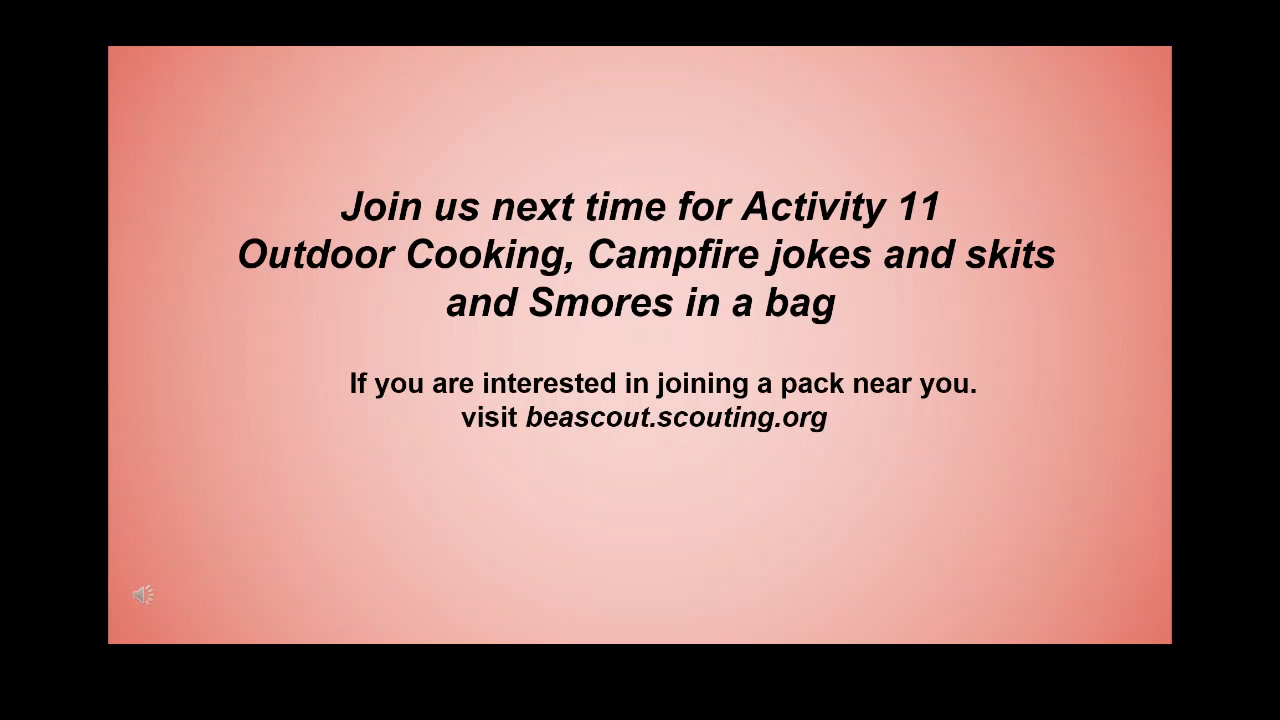 Join us next time for Activity 11
Outdoor Cooking, Campfire jokes and skits
and Smores in a bag
If you are interested in joining a pack near you.
visit beascout.scouting.org